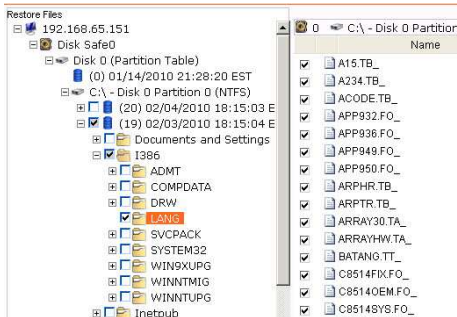 Restore Files
192.168.65.151
Disk Safe0
Disk 0 (Partition Table)
(0) 01/14/2010 21:28:20 EST
C:\ - Disk 0 Partition 0 (NTFS)
(20) 02/04/2010 18:15:03 E
(19) 02/03/2010 18:15:04 E
Documents and Settings
I386
ADMT
COMPDATA
DRW
LANG
SVCPACK
SYSTEM32
WIN9XUPG
WINNTMIG
WINNTUPG
Inetpub
0 C:\ - Disk 0 Partition
Name
A15.TB_
A234.TB_
ACODE.TB_
APP932.FO_
APP936.FO_
APP949.FO_
APP950.FO_
ARPHR.TB_
ARPTR.TB_
ARRAY30.TA_
ARRAYHW.TA_
BATANG.TT_
C8514FIX.FO_
C8514OEM.FO_
C8514SYS.FO_